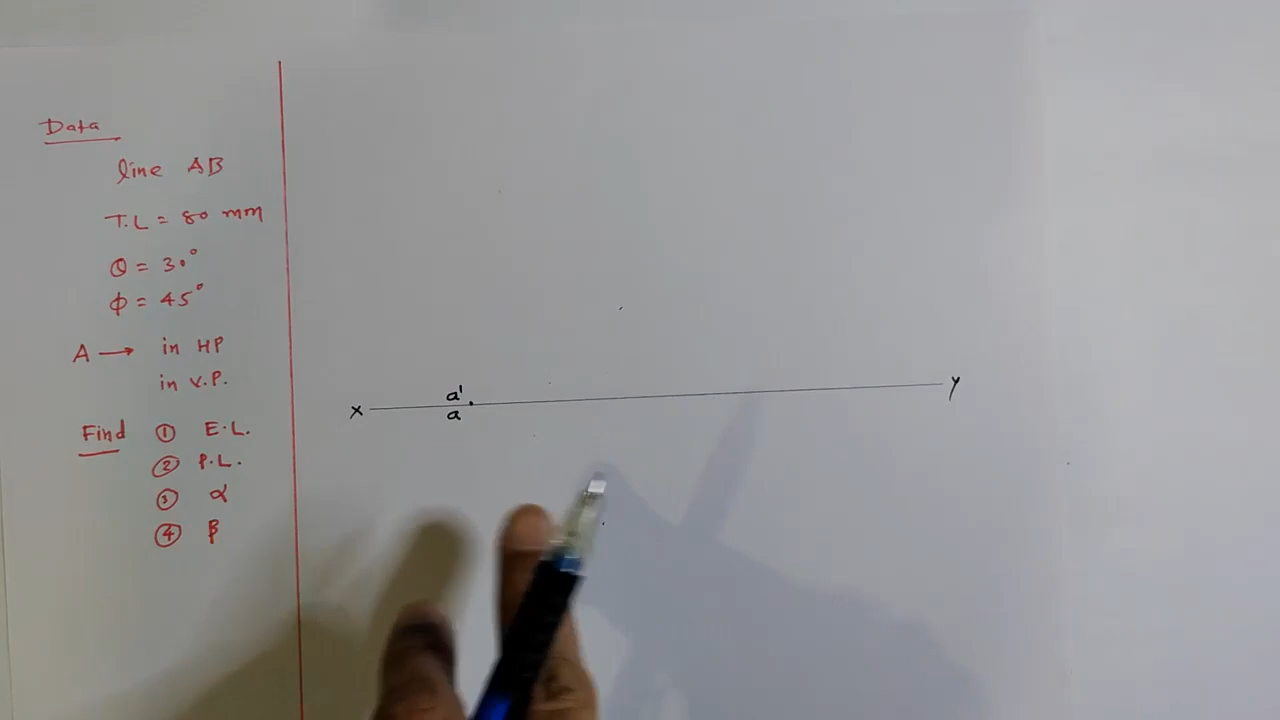 Data
line AB
T.L = 80 mm
θ = 30°
ϕ = 45°
A → in HP
in V.P.
Find ① E.L.
② P.L.
③ α
④ β
a'
a
x y